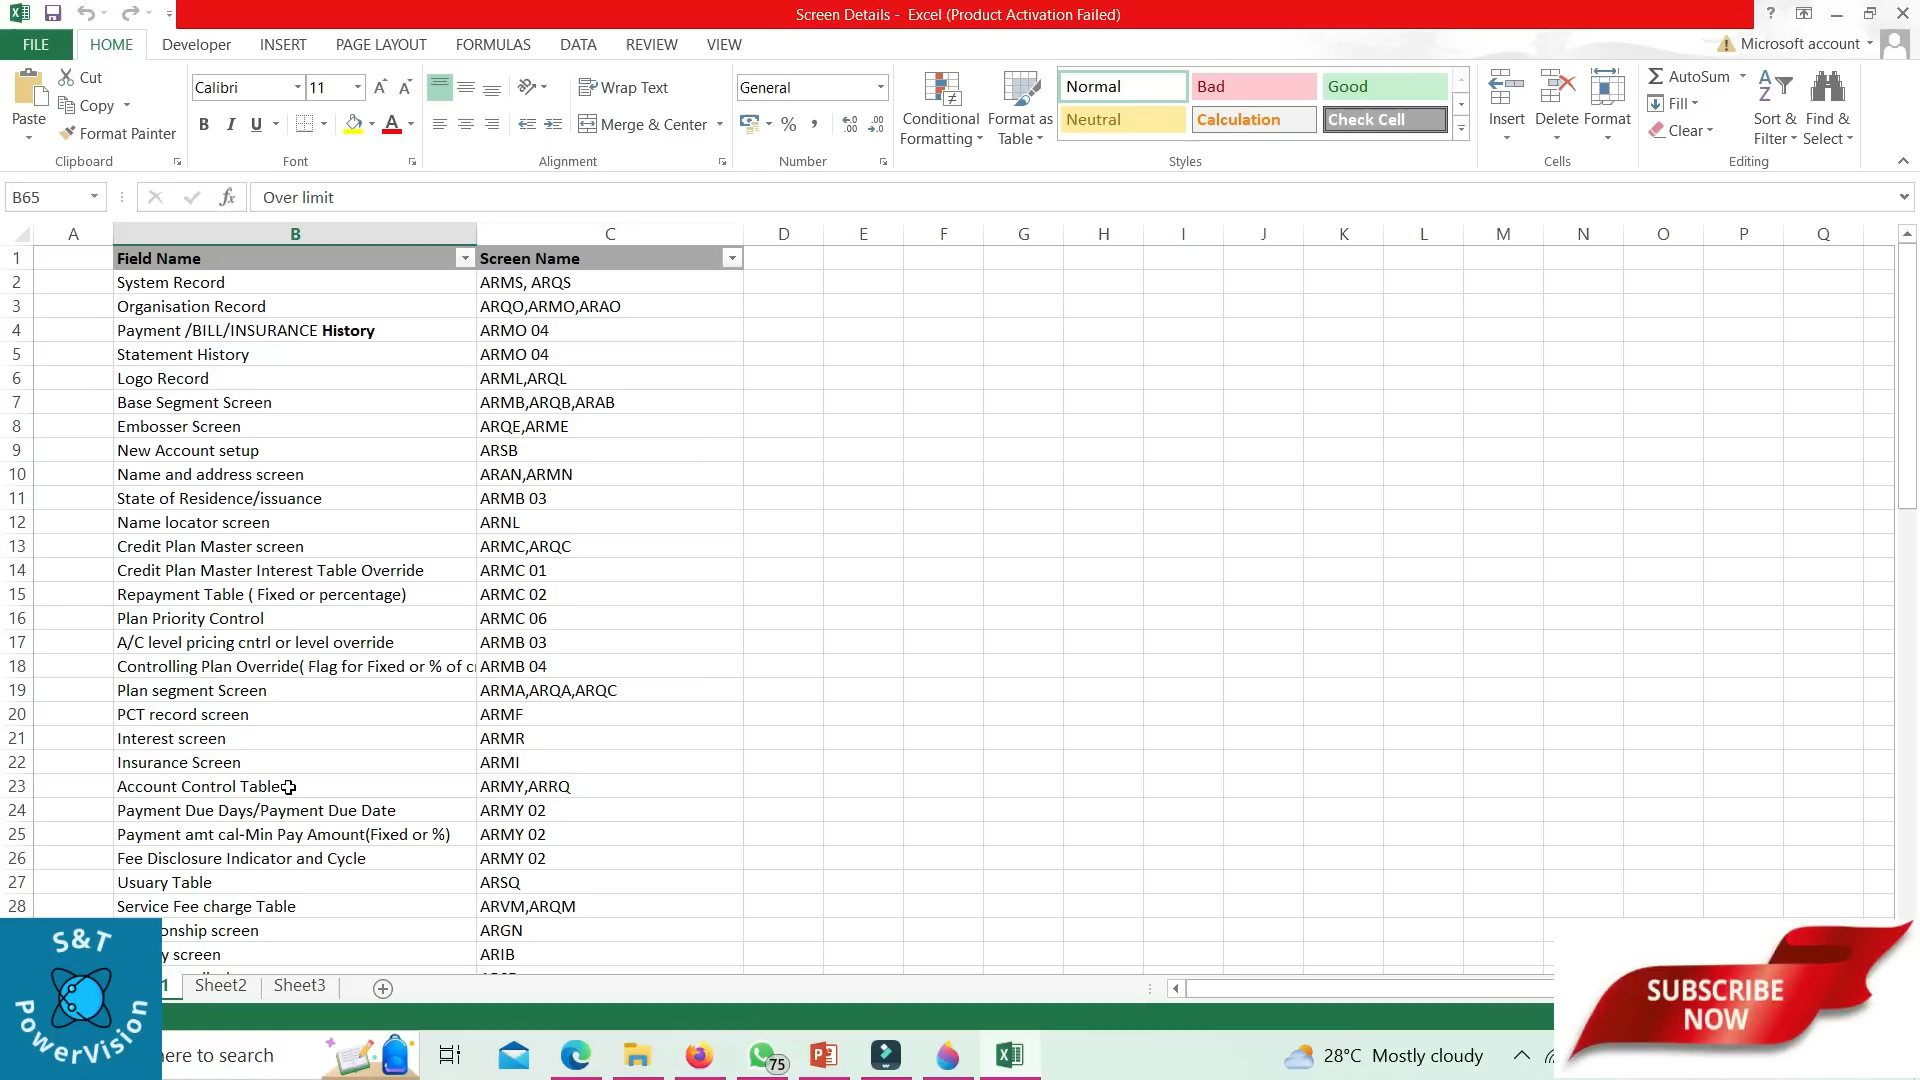 Screen Details - Excel (Product Activation Failed)
?
FILE HOME Developer INSERT PAGE LAYOUT FORMULAS DATA REVIEW VIEW Microsoft account
Paste
Cut
Copy
Format Painter
Clipboard
Calibri 11
B I U
Font
Wrap Text
Merge & Center
Alignment
General
%
Number
Conditional Formatting
Format as Table
Normal Bad Good
Neutral Calculation Check Cell
Styles
Insert Delete Format
Cells
AutoSum
Fill
Clear
Sort & Filter
Find & Select
Editing
B65 fx Over limit
A B C D E F G H I J K L M N O P Q
1 Field Name Screen Name
2 System Record ARMS, ARQS
3 Organisation Record ARQO,ARMO,ARAO
4 Payment /BILL/INSURANCE History ARMO 04
5 Statement History ARMO 04
6 Logo Record ARML,ARQL
7 Base Segment Screen ARMB,ARQB,ARAB
8 Embosser Screen ARQE,ARME
9 New Account setup ARSB
10 Name and address screen ARAN,ARMN
11 State of Residence/issuance ARMB 03
12 Name locator screen ARNL
13 Credit Plan Master screen ARMC,ARQC
14 Credit Plan Master Interest Table Override ARMC 01
15 Repayment Table ( Fixed or percentage) ARMC 02
16 Plan Priority Control ARMC 06
17 A/C level pricing cntrl or level override ARMB 03
18 Controlling Plan Override( Flag for Fixed or % of c ARMB 04
19 Plan segment Screen ARMA,ARQA,ARQC
20 PCT record screen ARMF
21 Interest screen ARMR
22 Insurance Screen ARMI
23 Account Control Table ARMY,ARRQ
24 Payment Due Days/Payment Due Date ARMY 02
25 Payment amt cal-Min Pay Amount(Fixed or %) ARMY 02
26 Fee Disclosure Indicator and Cycle ARMY 02
27 Usuary Table ARSQ
28 Service Fee charge Table ARVM,ARQM
onship screen ARGN
y screen ARIB
1 Sheet2 Sheet3
S&T PowerVision
SUBSCRIBE NOW
here to search
75
28°C Mostly cloudy